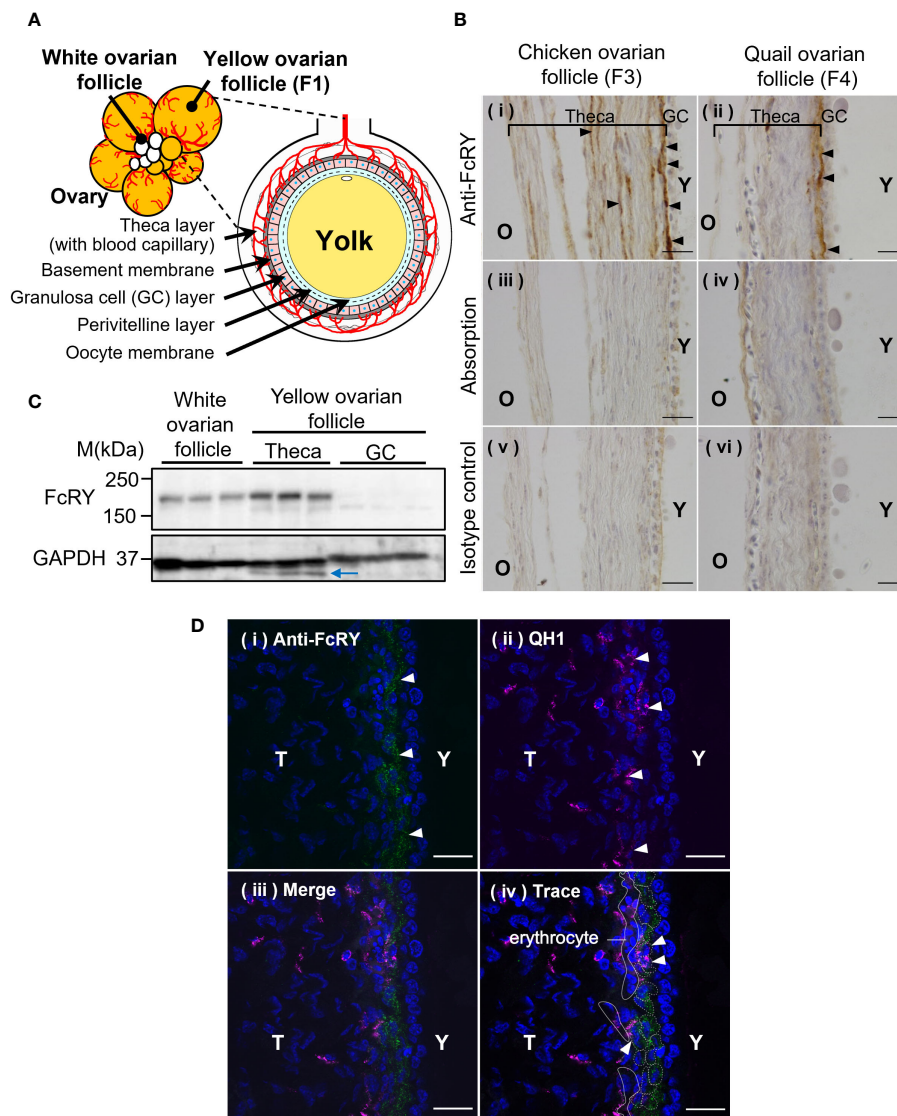 A
White ovarian
follicle
Yellow ovarian
follicle (F1)
Ovary
Theca layer
(with blood capillary)
Basement membrane
Granulosa cell (GC) layer
Perivitelline layer
Oocyte membrane
Yolk
B
Chicken ovarian
follicle (F3)
Quail ovarian
follicle (F4)
Anti-FcRY
( i )
Theca
GC
O
Y
( ii )
Theca
GC
O
Y
Absorption
( iii )
O
Y
( iv )
O
Y
Isotype control
( v )
O
Y
( vi )
O
Y
C
White
ovarian
follicle
Yellow ovarian
follicle
M(kDa)
Theca
GC
FcRY
250
150
GAPDH
37
D
( i ) Anti-FcRY
T
Y
( ii ) QH1
T
Y
( iii ) Merge
T
Y
( iv ) Trace
erythrocyte
T
Y